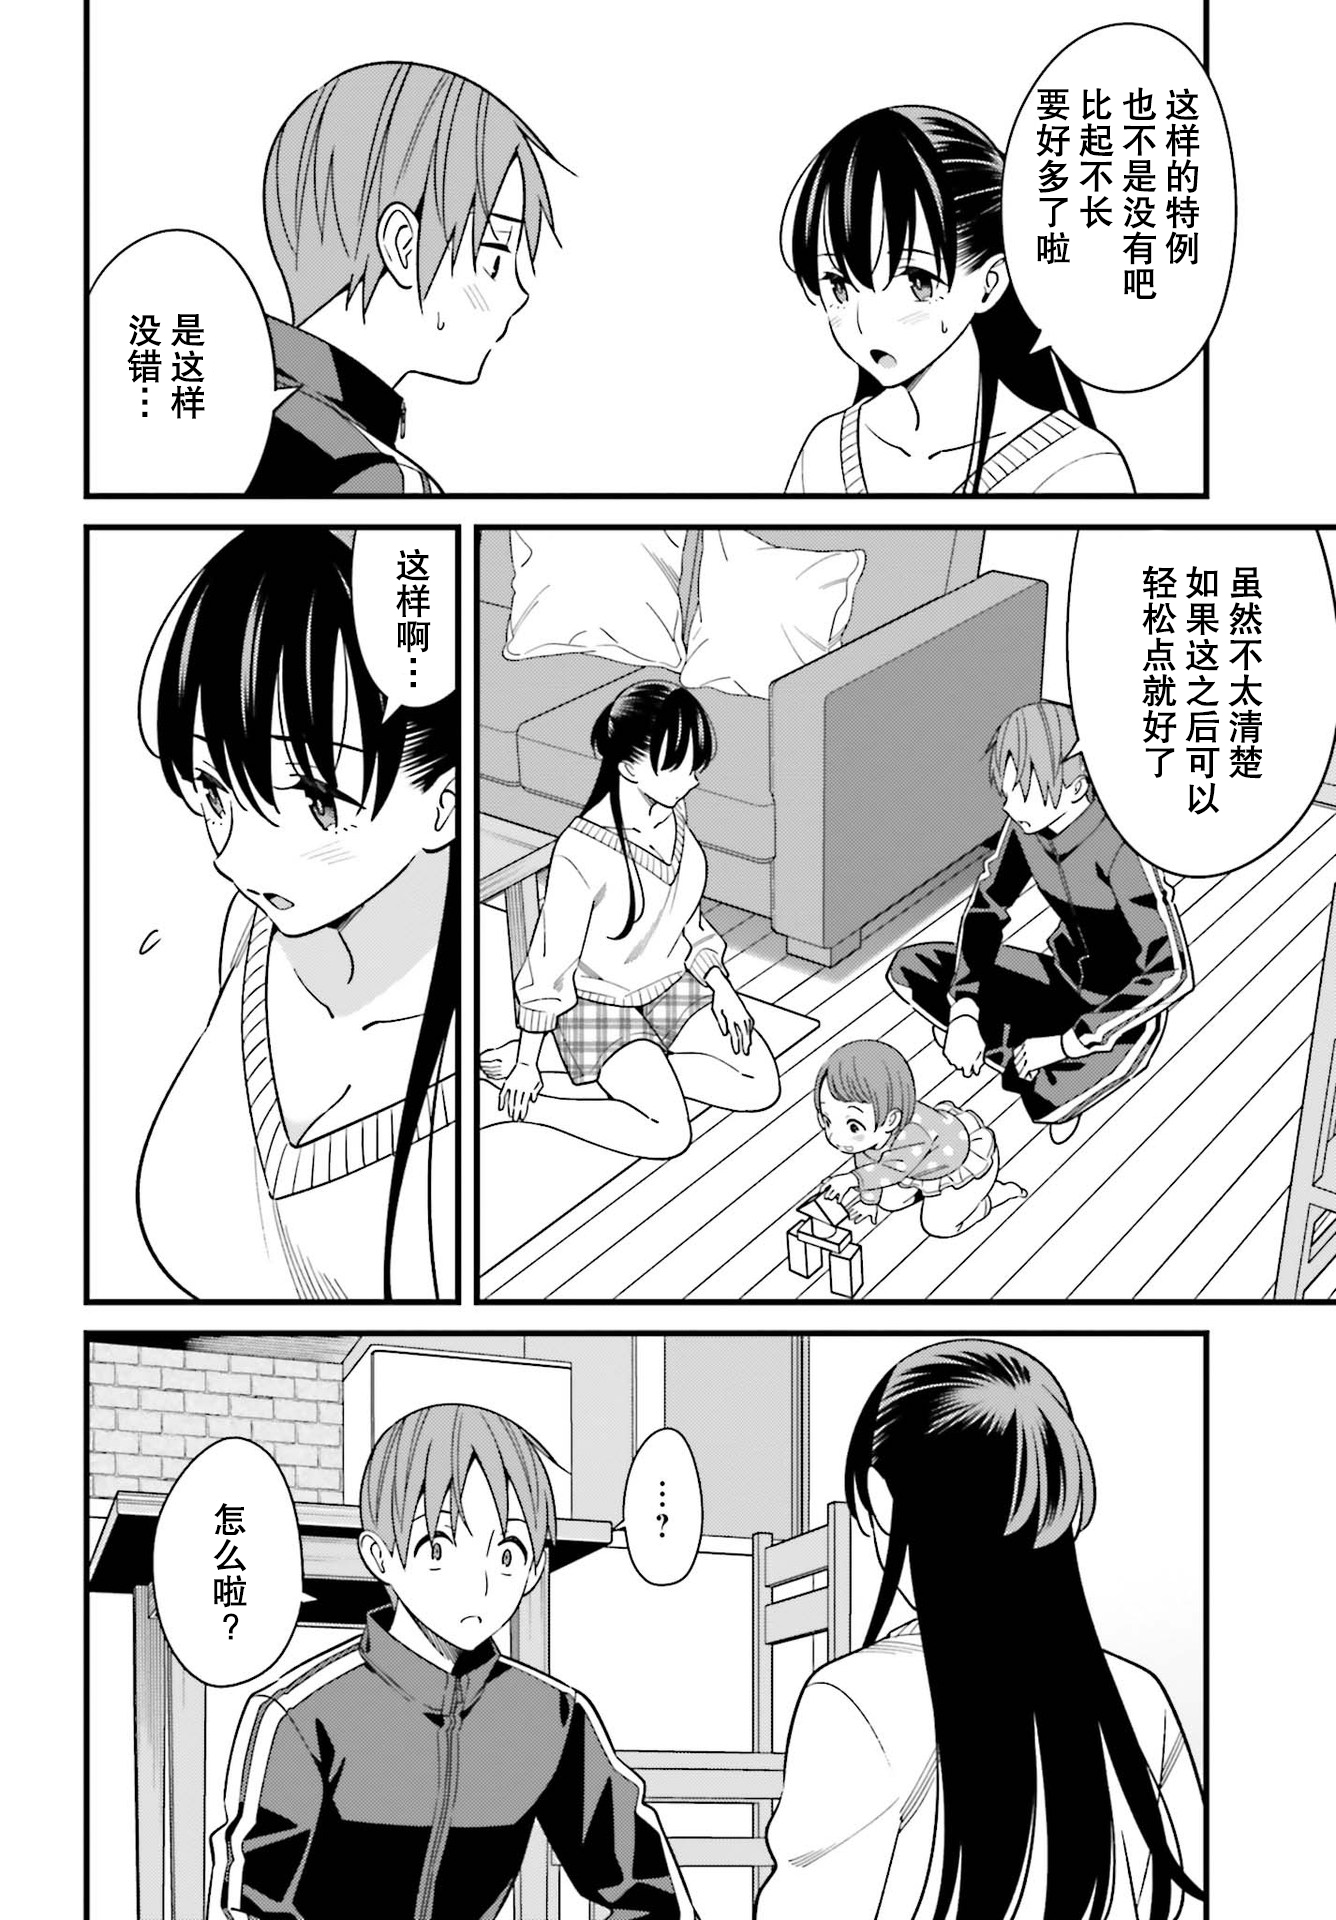 这样的特例
也不是没有吧
比起不长
要好多了啦
是这样
没错…
虽然不太清楚
如果这之后可以
轻松点就好了
这样啊…
…?
怎么啦？